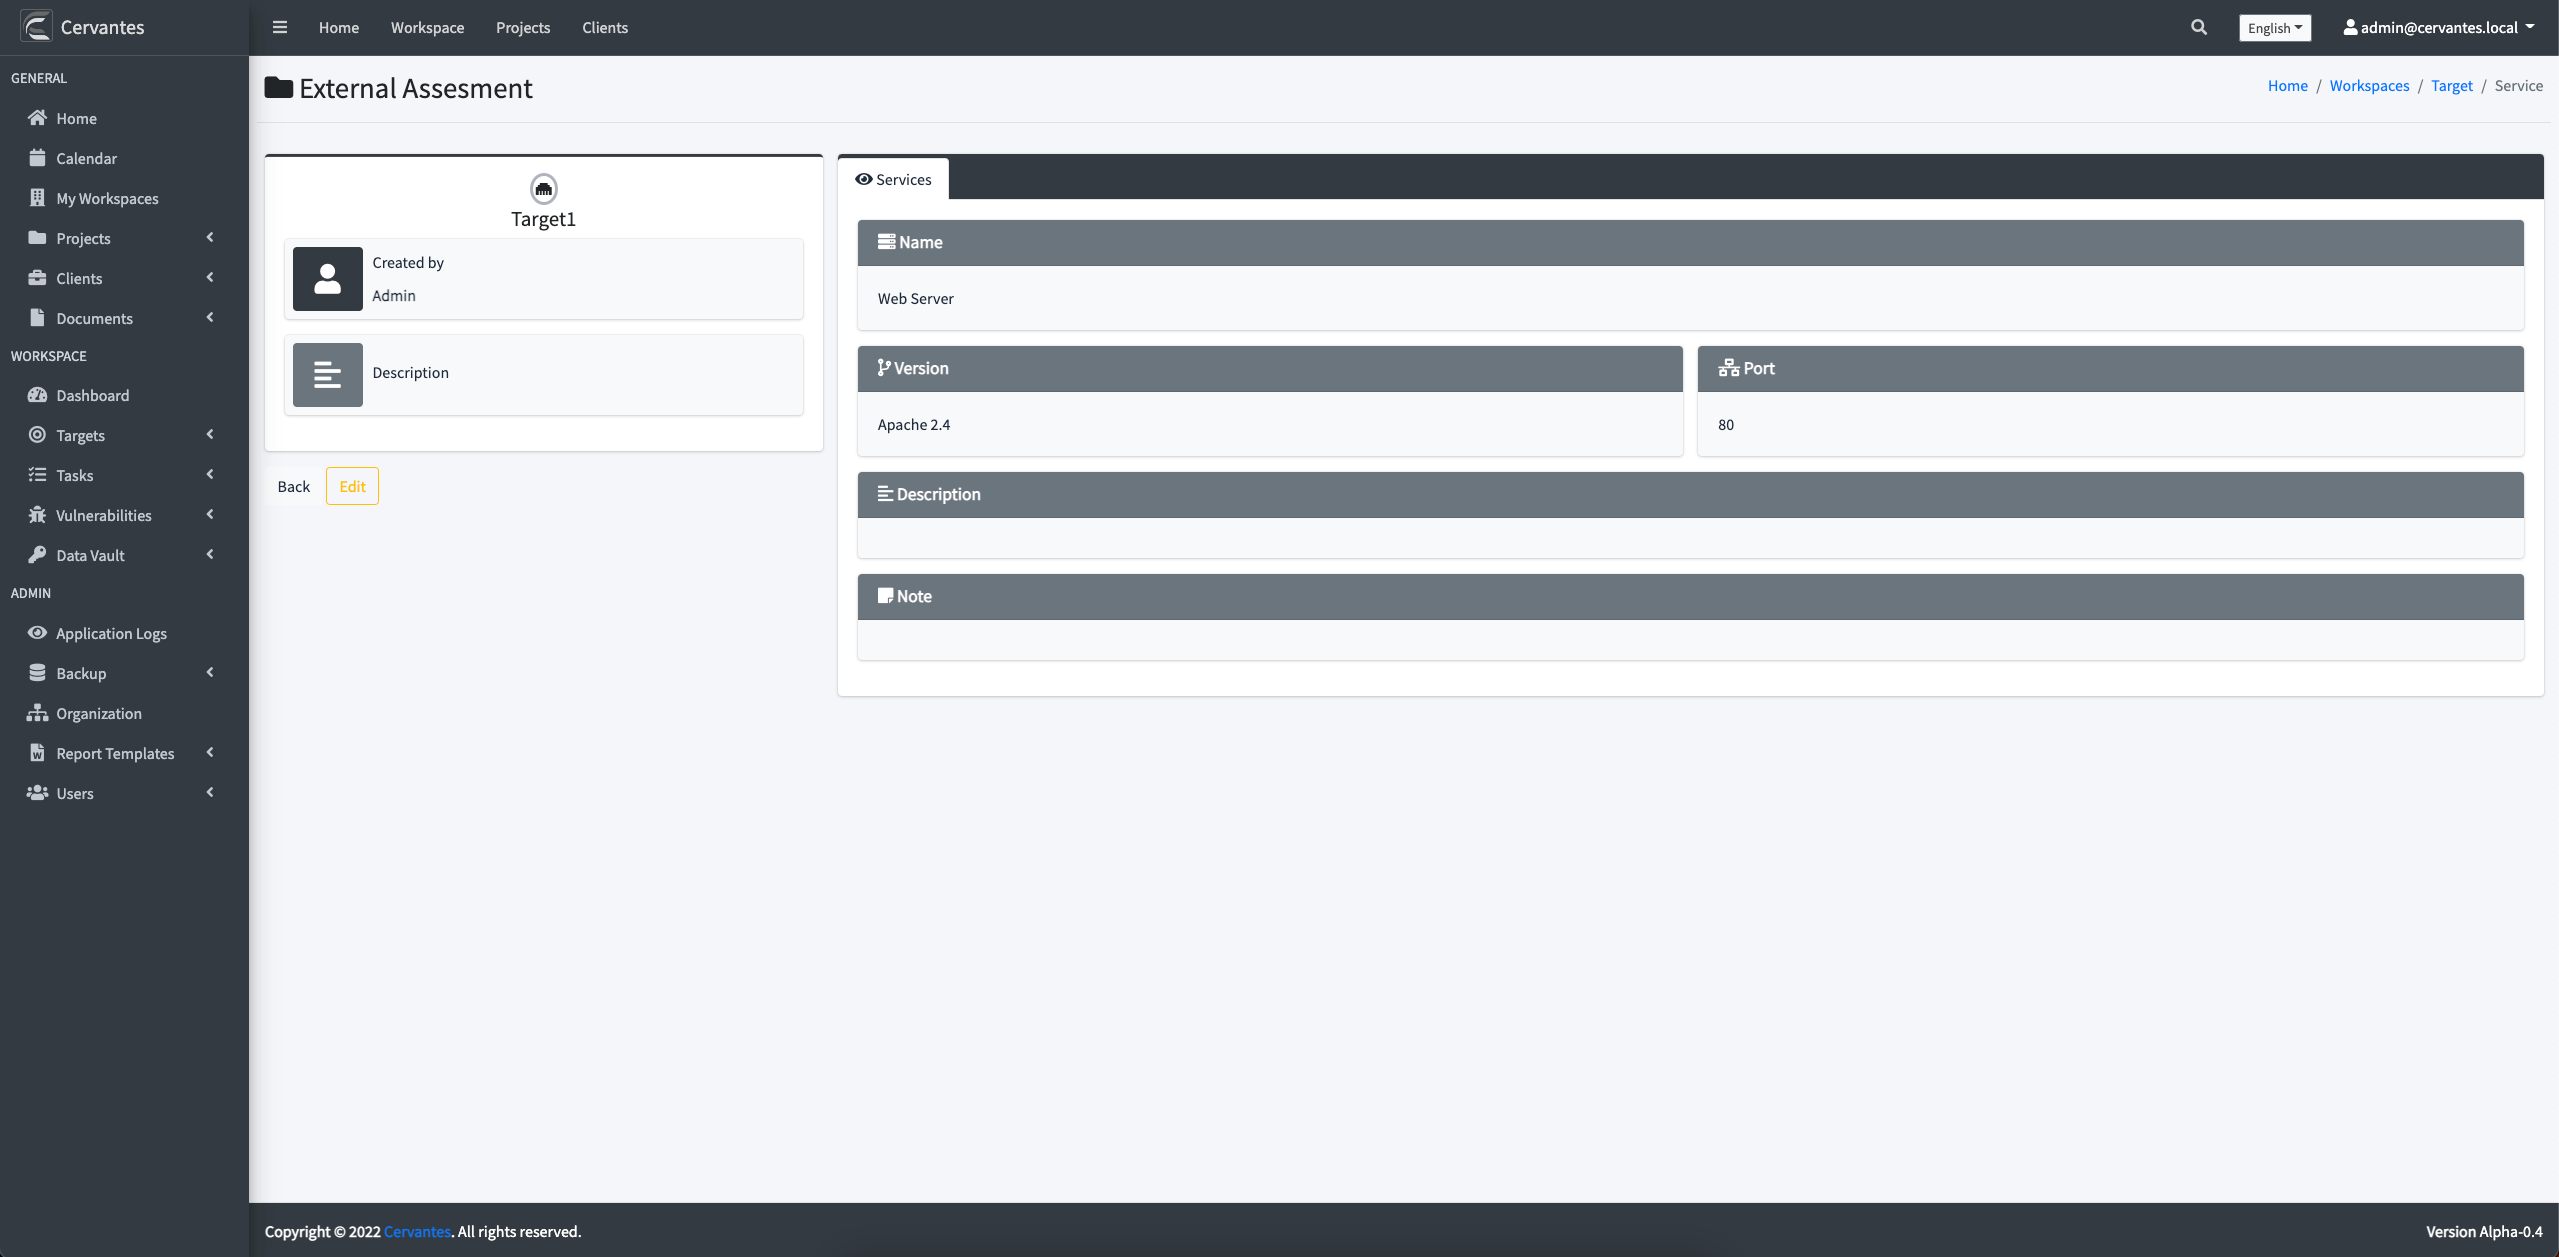 Cervantes
Home Workspace Projects Clients
English admin@cervantes.local
GENERAL
Home
Calendar
My Workspaces
Projects
Clients
Documents
WORKSPACE
Dashboard
Targets
Tasks
Vulnerabilities
Data Vault
ADMIN
Application Logs
Backup
Organization
Report Templates
Users
External Assesment
Home / Workspaces / Target / Service
Target1
Created by
Admin
Description
Back Edit
Services
Name
Web Server
Version
Apache 2.4
Port
80
Description
Note
Copyright © 2022 Cervantes. All rights reserved.
Version Alpha-0.4